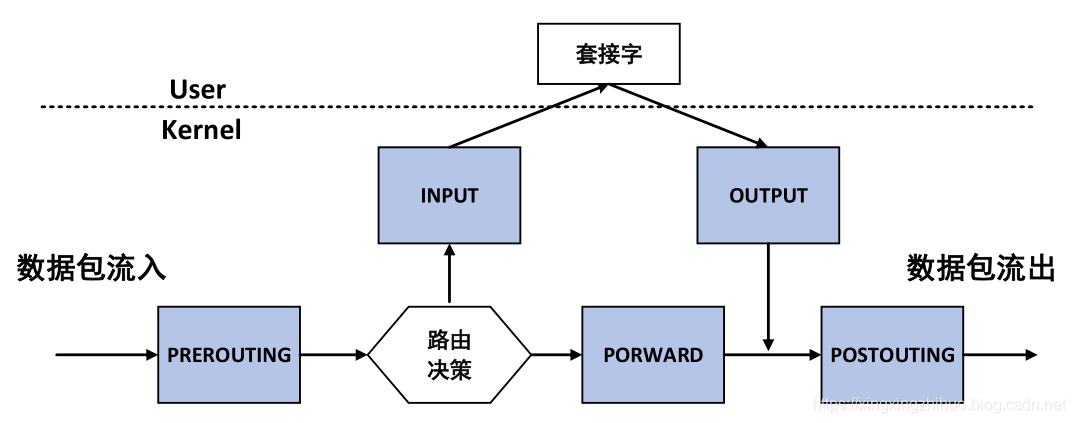 套接字
User
Kernel
INPUT
OUTPUT
数据包流入
数据包流出
PREROUTING
路由
决策
PORWARD
POSTOUTING
https://xingxingzhihuo.blog.csdn.net